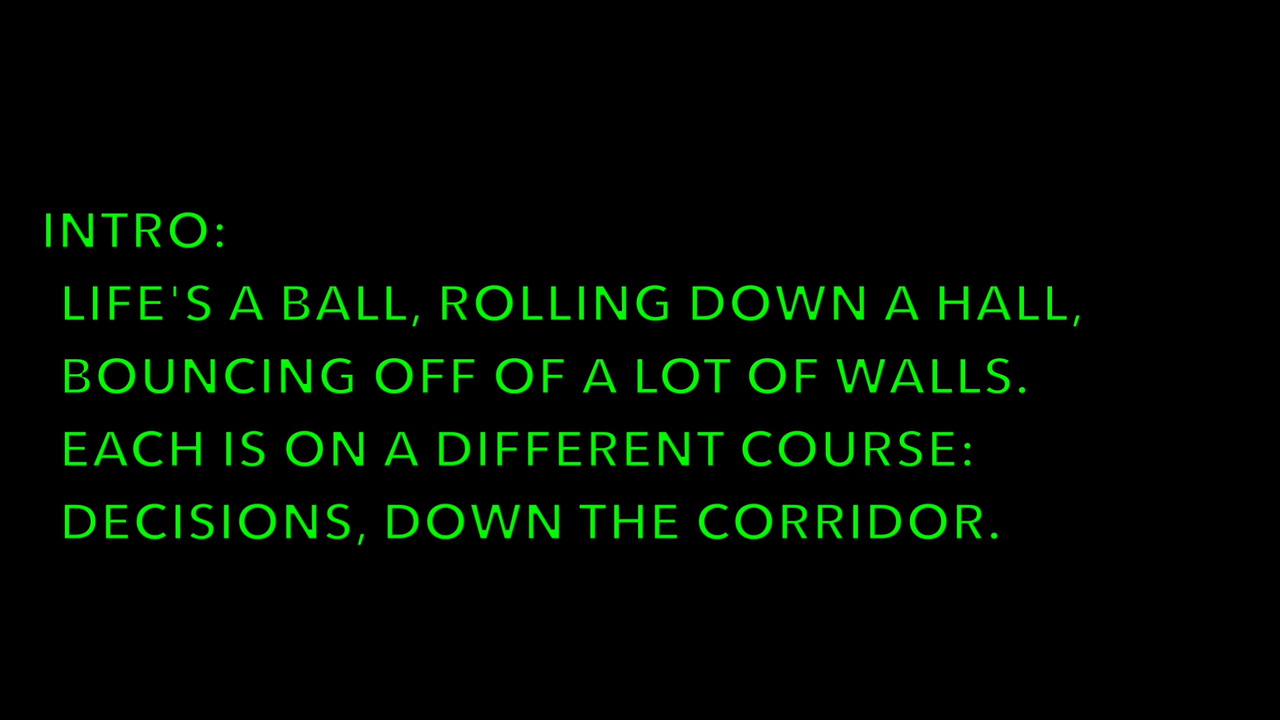 INTRO:
LIFE'S A BALL, ROLLING DOWN A HALL,
BOUNCING OFF OF A LOT OF WALLS.
EACH IS ON A DIFFERENT COURSE:
DECISIONS, DOWN THE CORRIDOR.